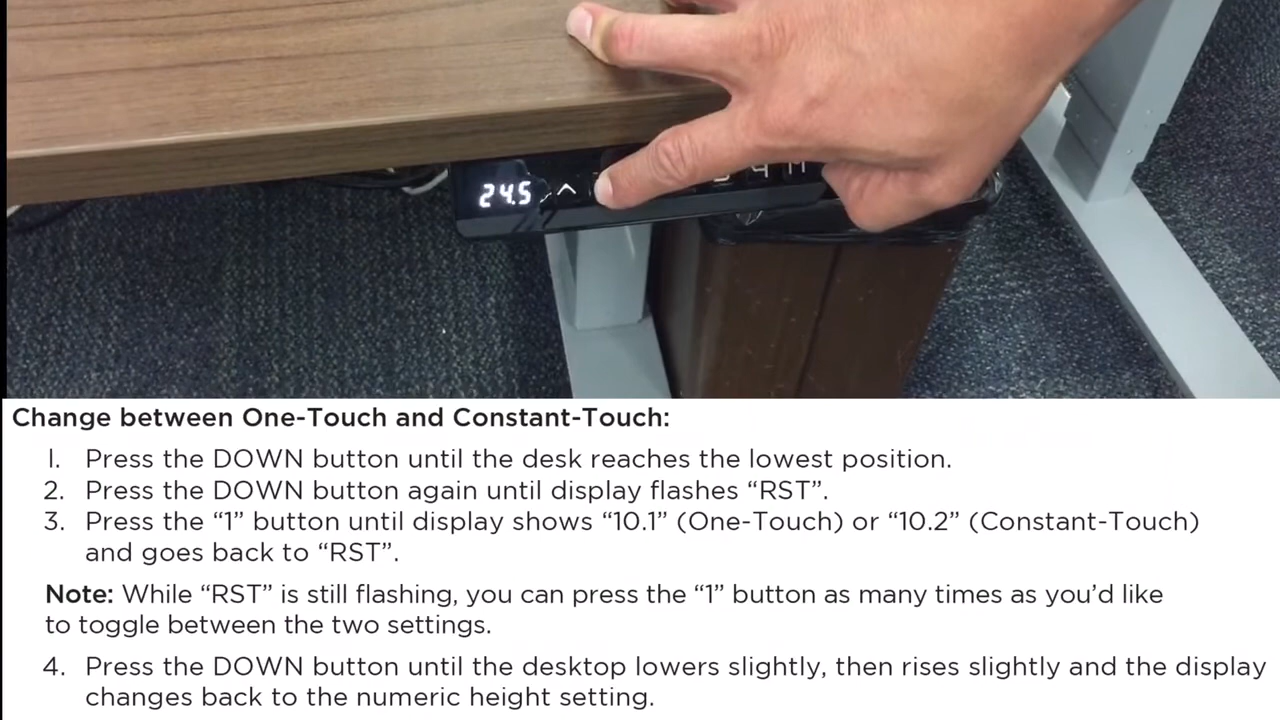 24.5
4 M
Change between One-Touch and Constant-Touch:
1. Press the DOWN button until the desk reaches the lowest position.
2. Press the DOWN button again until display flashes “RST”.
3. Press the “1” button until display shows “10.1” (One-Touch) or “10.2” (Constant-Touch)
and goes back to “RST”.
Note: While “RST” is still flashing, you can press the “1” button as many times as you’d like
to toggle between the two settings.
4. Press the DOWN button until the desktop lowers slightly, then rises slightly and the display
changes back to the numeric height setting.